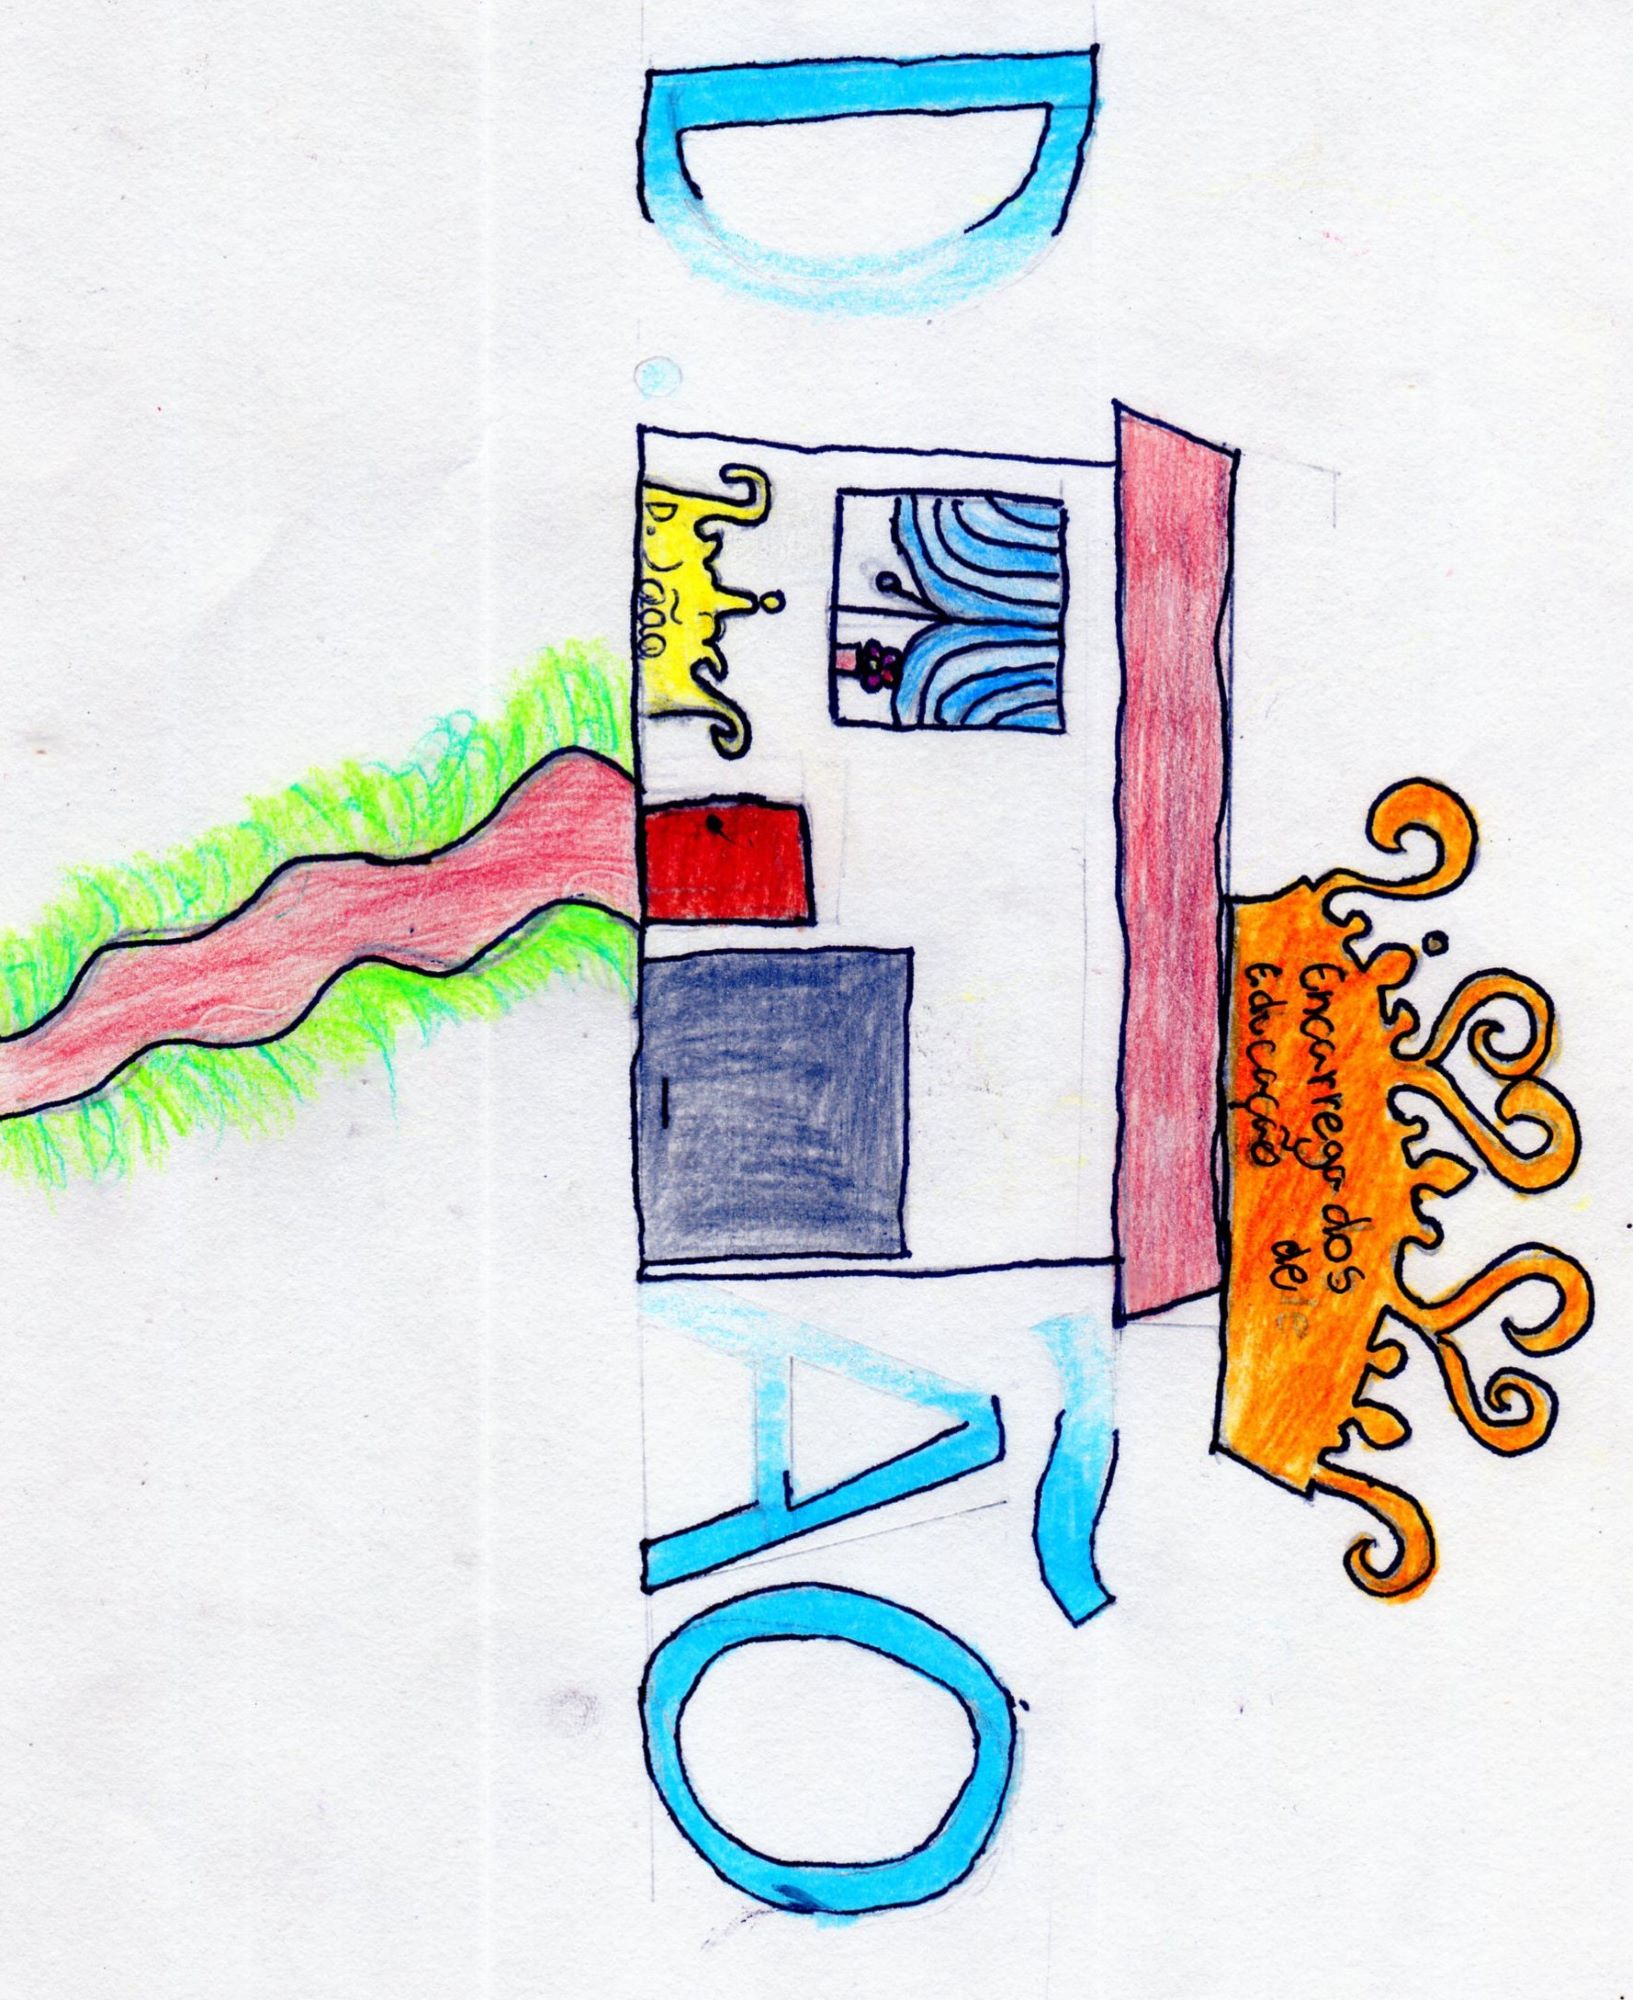 Encarregados
de
Educação
D. ÃO
D. João